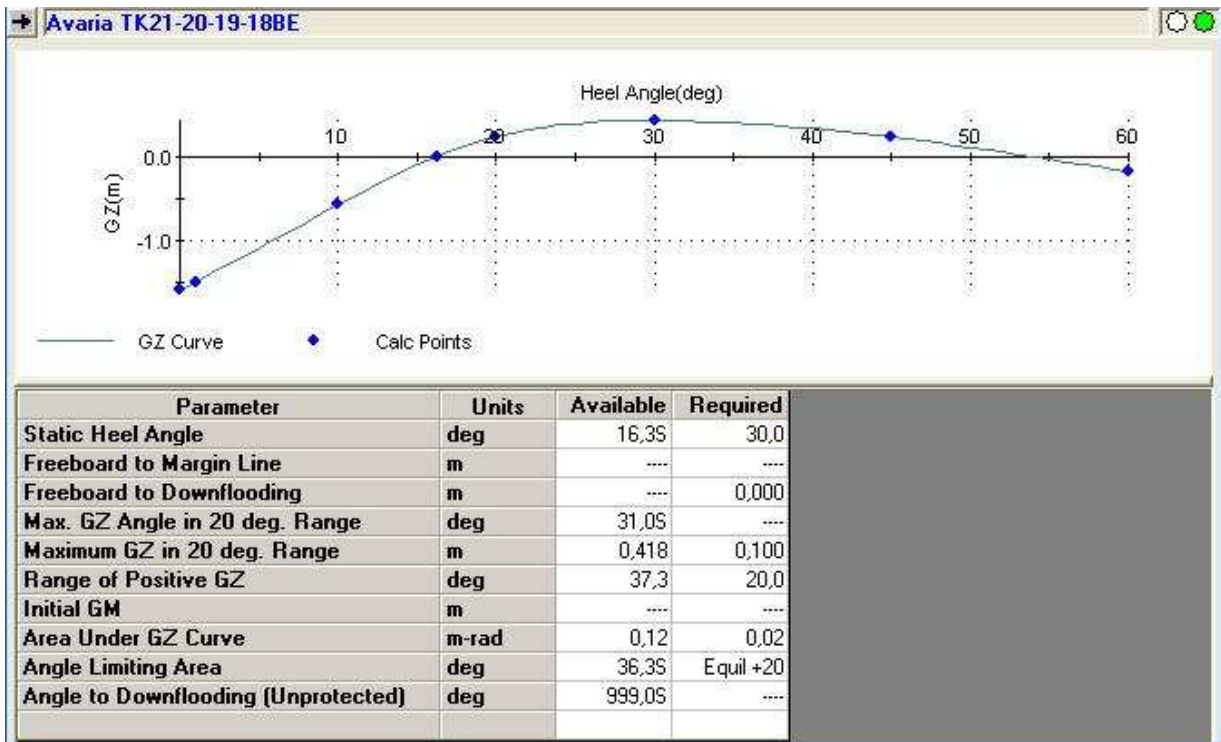 Avaria TK21-20-19-18BE
Heel Angle(deg)
10 20 30 40 50 60
0.0
GZ(m)
-1.0
GZ Curve Calc Points
Parameter Units Available Required
Static Heel Angle deg 16,3S 30,0
Freeboard to Margin Line m ---- ----
Freeboard to Downflooding m ---- 0,000
Max. GZ Angle in 20 deg. Range deg 31,0S ----
Maximum GZ in 20 deg. Range m 0,418 0,100
Range of Positive GZ deg 37,3 20,0
Initial GM m ---- ----
Area Under GZ Curve m-rad 0,12 0,02
Angle Limiting Area deg 36,3S Equil +20
Angle to Downflooding (Unprotected) deg 999,0S ----